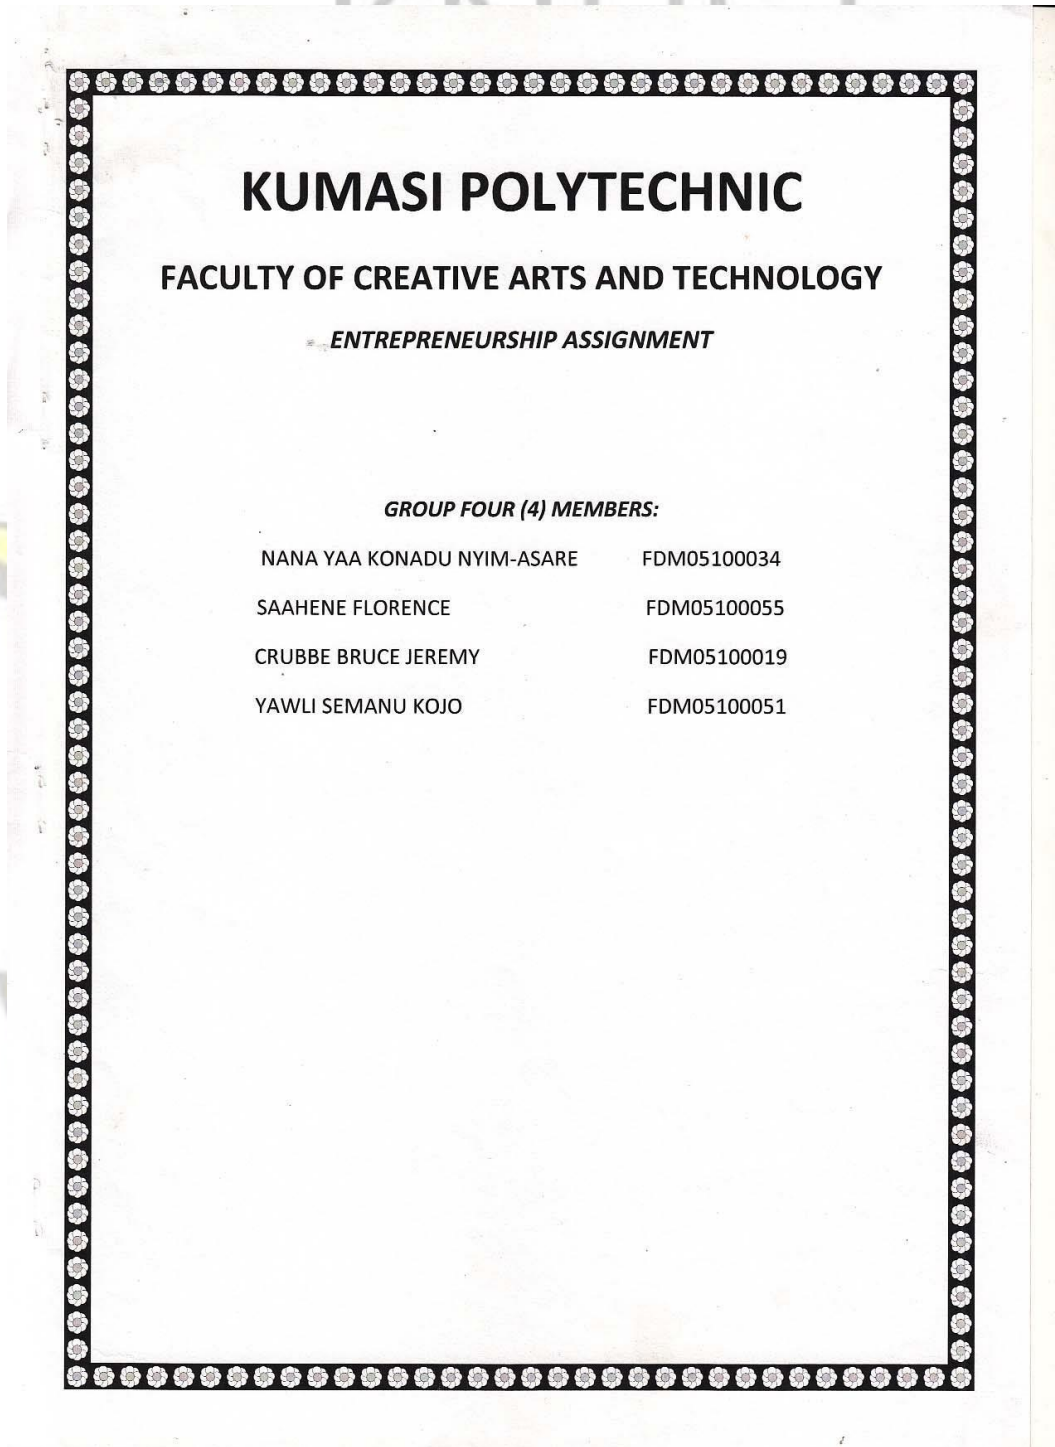 KUMASI POLYTECHNIC
FACULTY OF CREATIVE ARTS AND TECHNOLOGY
ENTREPRENEURSHIP ASSIGNMENT
GROUP FOUR (4) MEMBERS:
NANA YAA KONADU NYIM-ASARE FDM05100034
SAAHENE FLORENCE FDM05100055
CRUBBE BRUCE JEREMY FDM05100019
YAWLI SEMANU KOJO FDM05100051